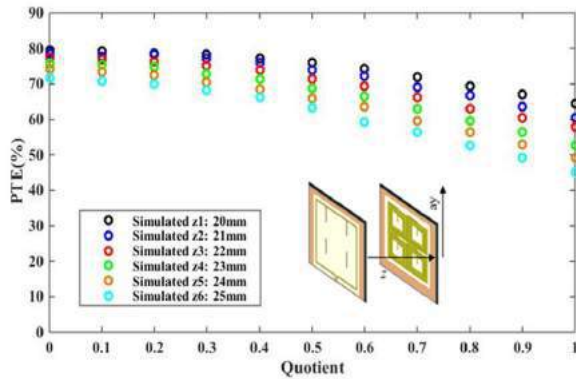 90
80
70
60
50
40
30
20
10
0
PTE(%)
Simulated z1: 20mm
Simulated z2: 21mm
Simulated z3: 22mm
Simulated z4: 23mm
Simulated z5: 24mm
Simulated z6: 25mm
ay
z
0 0.1 0.2 0.3 0.4 0.5 0.6 0.7 0.8 0.9 1
Quotient